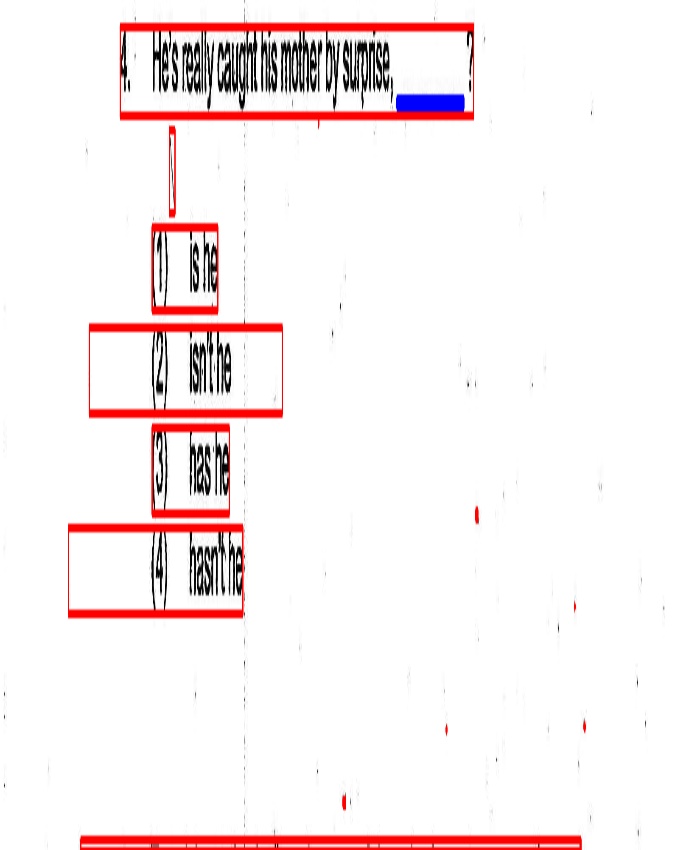 4. He's really caught his mother by surprise, ______ ?
(1) is he
(2) isn't he
(3) has he
(4) hasn't he